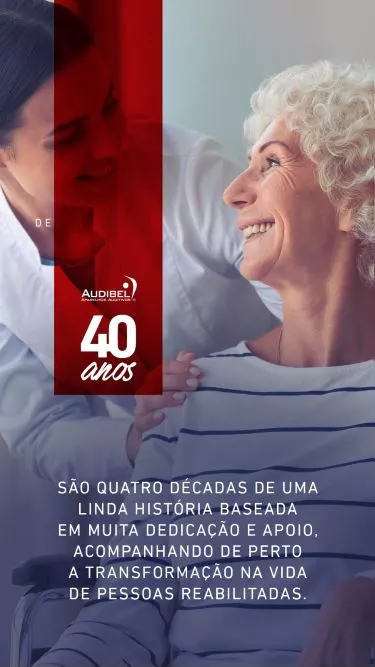 DE
AUDIBEL
APARELHOS AUDITIVOS
40
anos
SÃO QUATRO DÉCADAS DE UMA
LINDA HISTÓRIA BASEADA
EM MUITA DEDICAÇÃO E APOIO,
ACOMPANHANDO DE PERTO
A TRANSFORMAÇÃO NA VIDA
DE PESSOAS REABILITADAS.